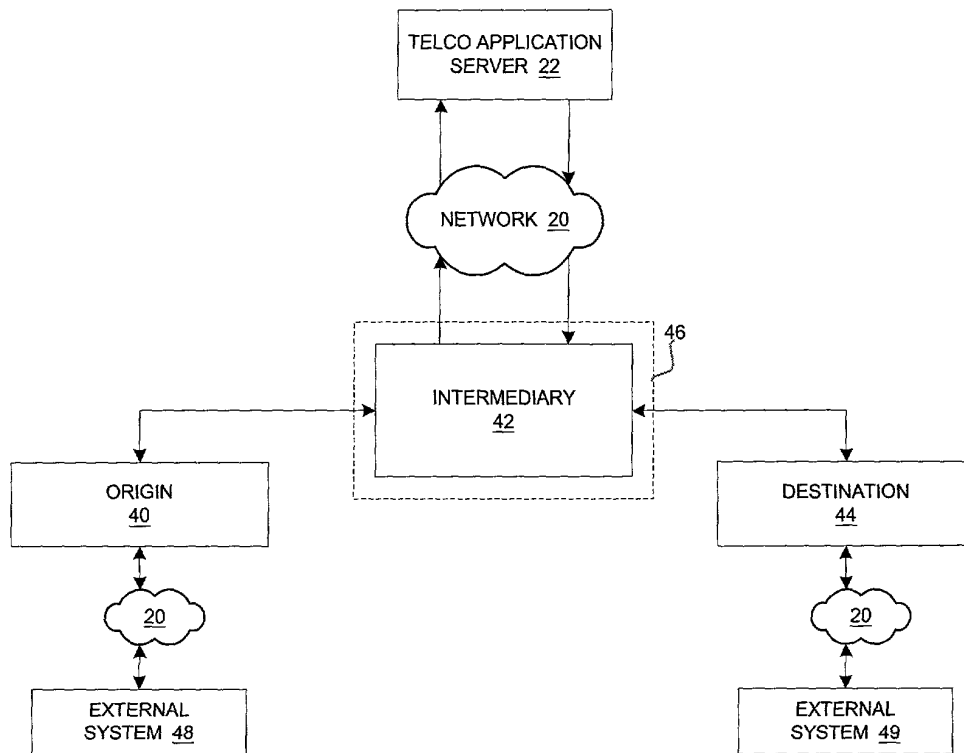 TELCO APPLICATION
SERVER 22
NETWORK 20
46
INTERMEDIARY
42
ORIGIN
40
DESTINATION
44
20
20
EXTERNAL
SYSTEM 48
EXTERNAL
SYSTEM 49